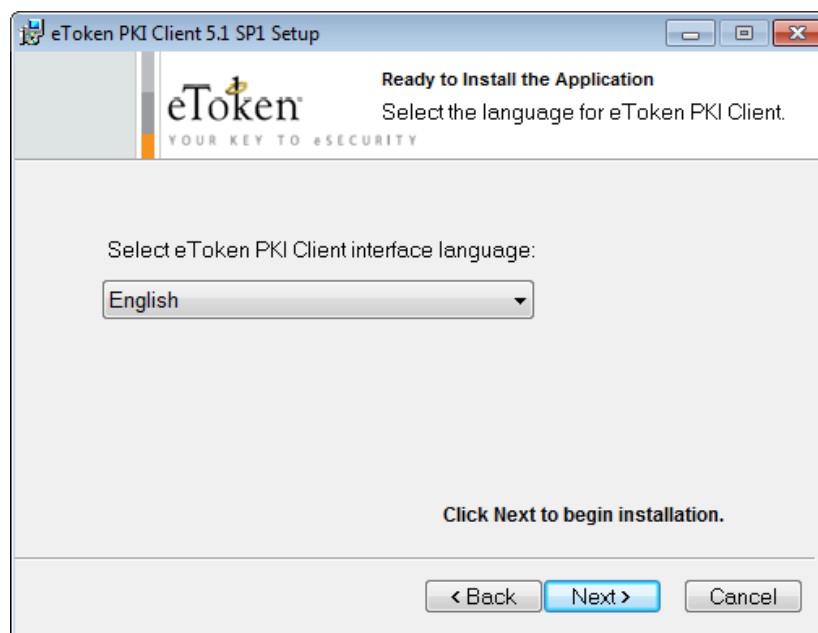 eToken PKI Client 5.1 SP1 Setup
eToken
YOUR KEY TO eSECURITY
Ready to Install the Application
Select the language for eToken PKI Client.
Select eToken PKI Client interface language:
English
Click Next to begin installation.
< Back Next > Cancel